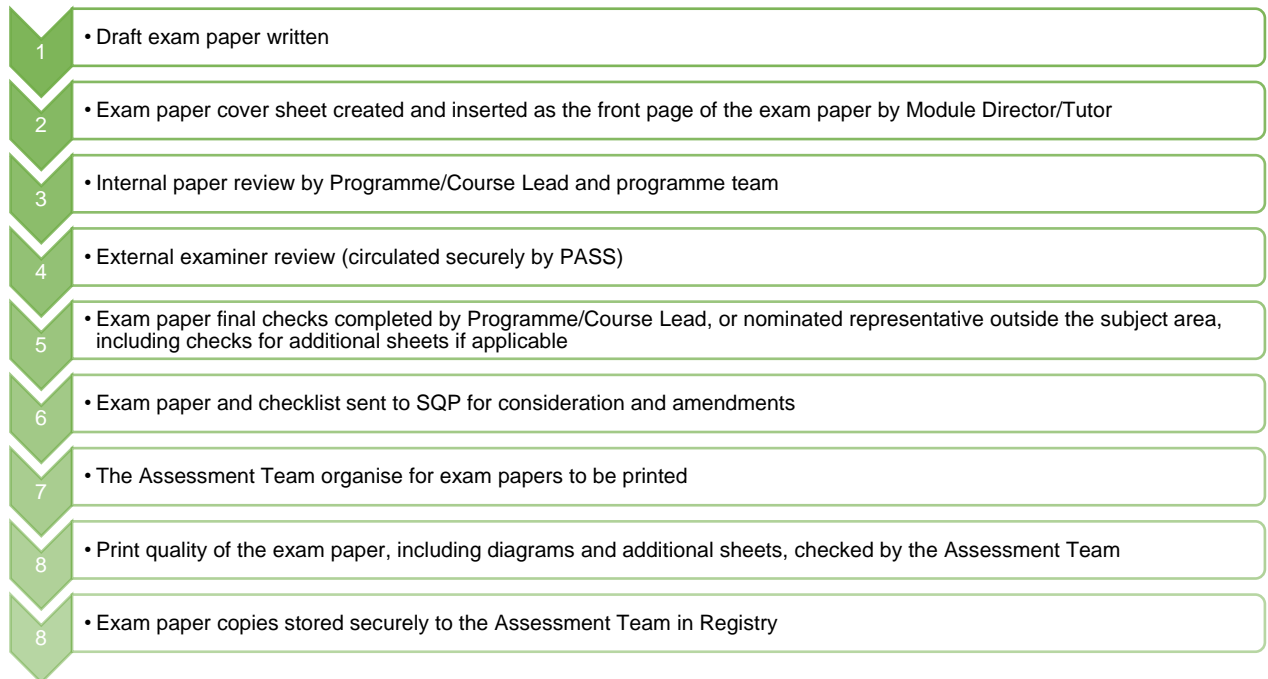 1
• Draft exam paper written
2
• Exam paper cover sheet created and inserted as the front page of the exam paper by Module Director/Tutor
3
• Internal paper review by Programme/Course Lead and programme team
4
• External examiner review (circulated securely by PASS)
5
• Exam paper final checks completed by Programme/Course Lead, or nominated representative outside the subject area,
including checks for additional sheets if applicable
6
• Exam paper and checklist sent to SQP for consideration and amendments
7
• The Assessment Team organise for exam papers to be printed
8
• Print quality of the exam paper, including diagrams and additional sheets, checked by the Assessment Team
8
• Exam paper copies stored securely to the Assessment Team in Registry